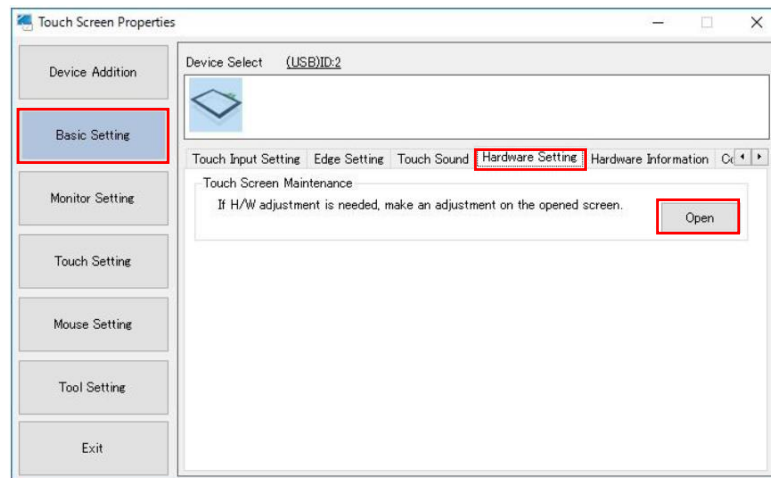 Touch Screen Properties
Device Addition
Basic Setting
Monitor Setting
Touch Setting
Mouse Setting
Tool Setting
Exit
Device Select (USB)ID:2
Touch Input Setting Edge Setting Touch Sound Hardware Setting Hardware Information
Touch Screen Maintenance
If H/W adjustment is needed, make an adjustment on the opened screen.
Open